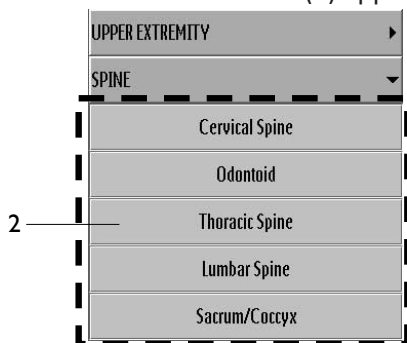 UPPER EXTREMITY
SPINE
Cervical Spine
Odontoid
2
Thoracic Spine
Lumbar Spine
Sacrum/Coccyx